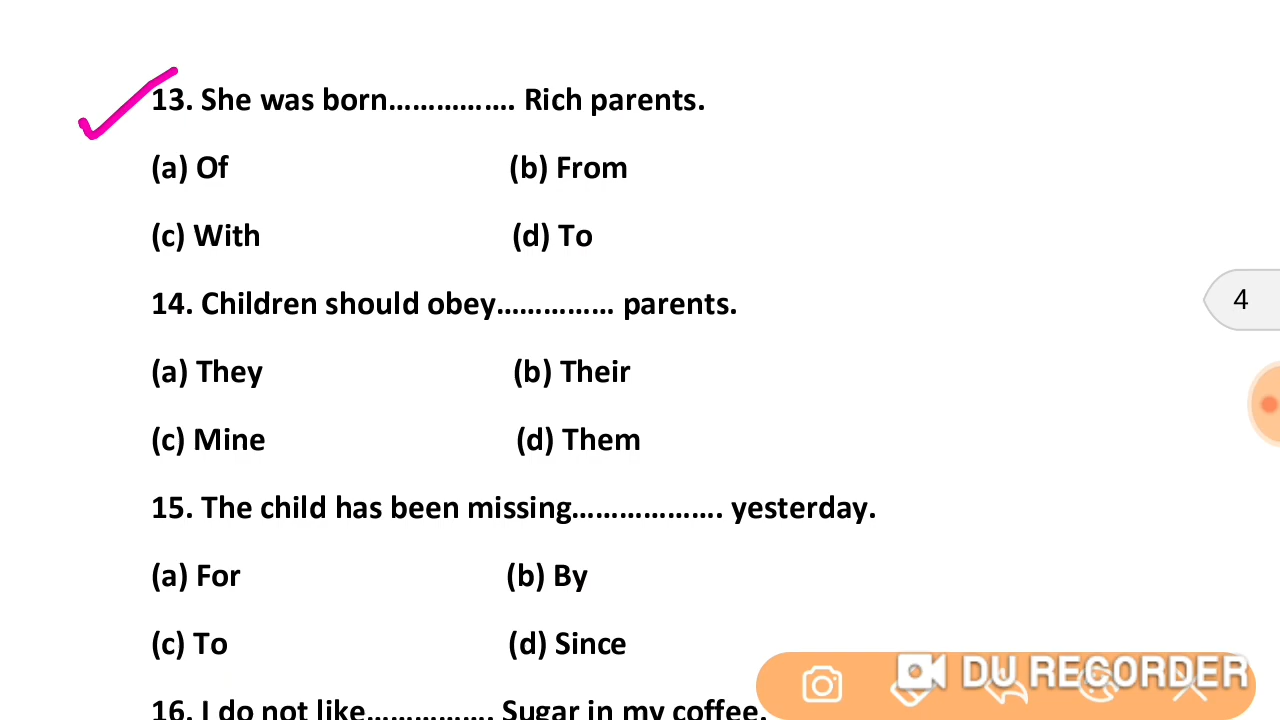 13. She was born............... Rich parents.
(a) Of (b) From
(c) With (d) To
14. Children should obey............... parents.
(a) They (b) Their
(c) Mine (d) Them
4
15. The child has been missing................... yesterday.
(a) For (b) By
(c) To (d) Since
DU RECORDER
16. I do not like................ Sugar in my coffee.